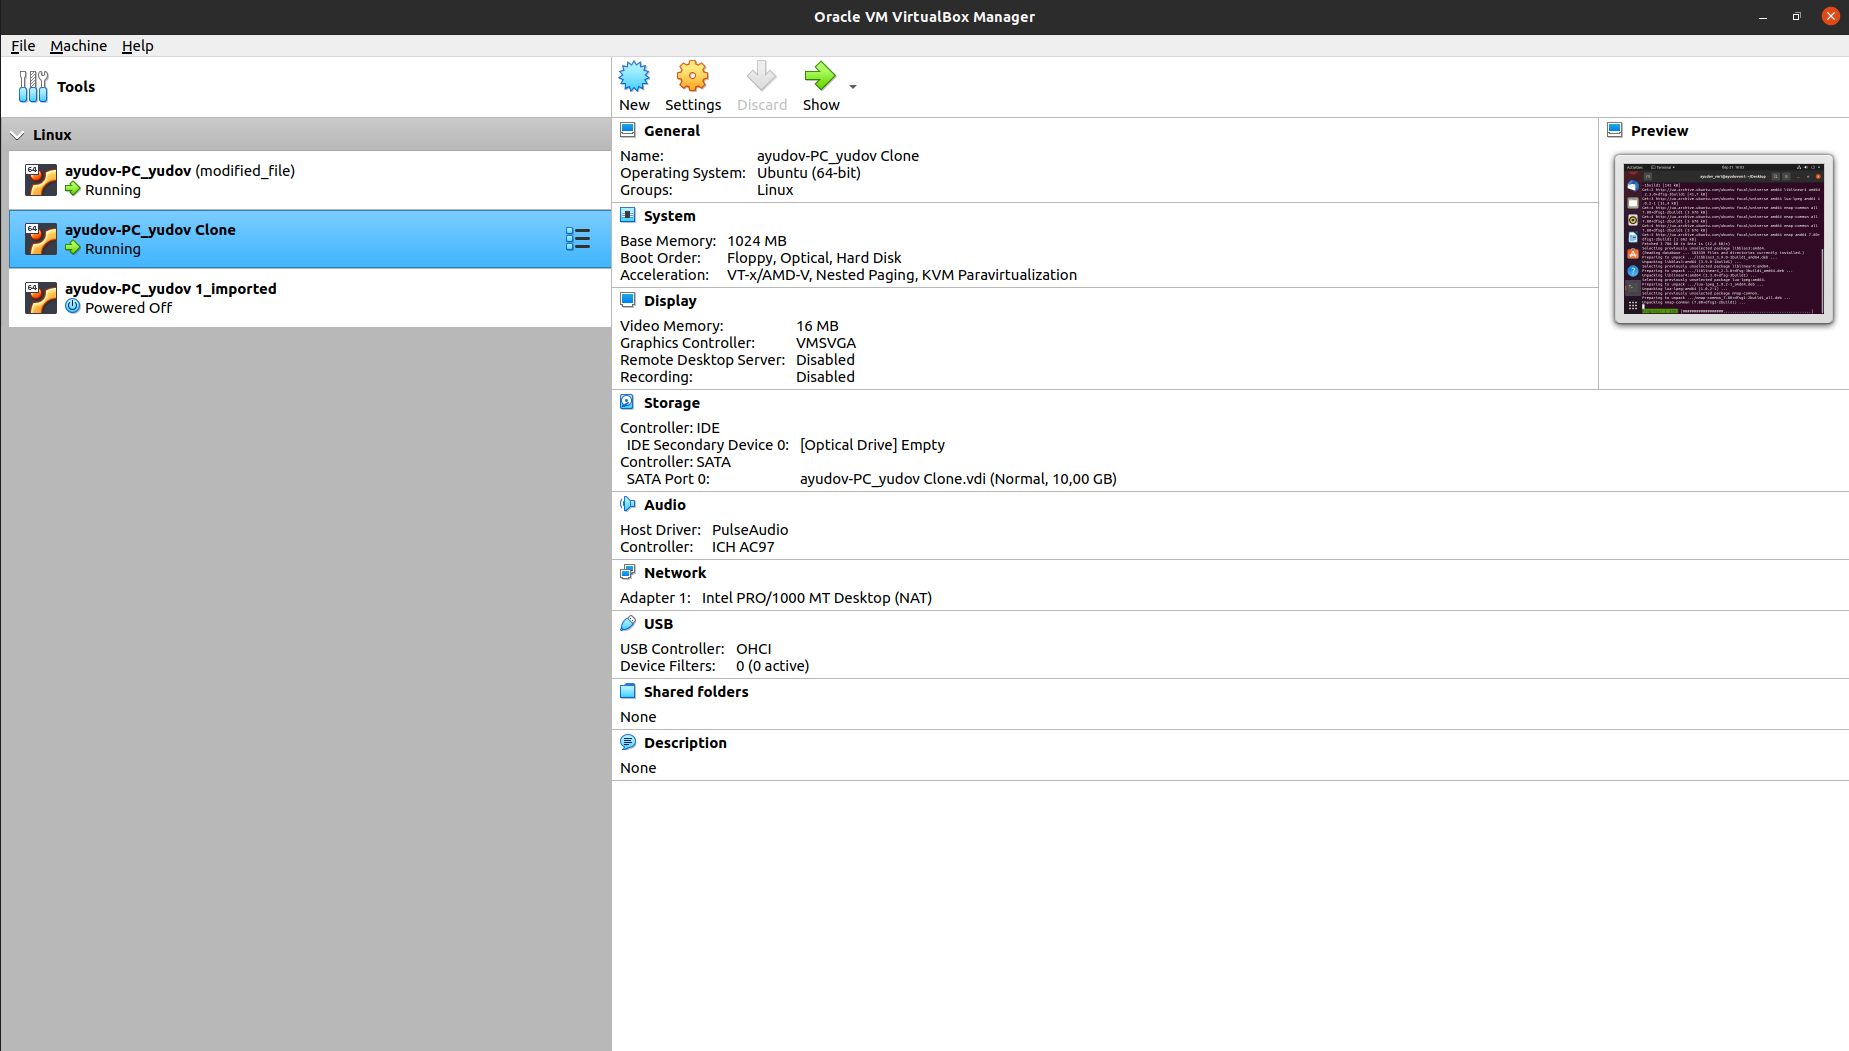 Oracle VM VirtualBox Manager
File Machine Help
Tools
New Settings Discard Show
Linux
64 ayudov-PC_yudov (modified_file)
Running
64 ayudov-PC_yudov Clone
Running
64 ayudov-PC_yudov 1_imported
Powered Off
General
Name: ayudov-PC_yudov Clone
Operating System: Ubuntu (64-bit)
Groups: Linux
System
Base Memory: 1024 MB
Boot Order: Floppy, Optical, Hard Disk
Acceleration: VT-x/AMD-V, Nested Paging, KVM Paravirtualization
Display
Video Memory: 16 MB
Graphics Controller: VMSVGA
Remote Desktop Server: Disabled
Recording: Disabled
Preview
Storage
Controller: IDE
IDE Secondary Device 0: [Optical Drive] Empty
Controller: SATA
SATA Port 0: ayudov-PC_yudov Clone.vdi (Normal, 10,00 GB)
Audio
Host Driver: PulseAudio
Controller: ICH AC97
Network
Adapter 1: Intel PRO/1000 MT Desktop (NAT)
USB
USB Controller: OHCI
Device Filters: 0 (0 active)
Shared folders
None
Description
None